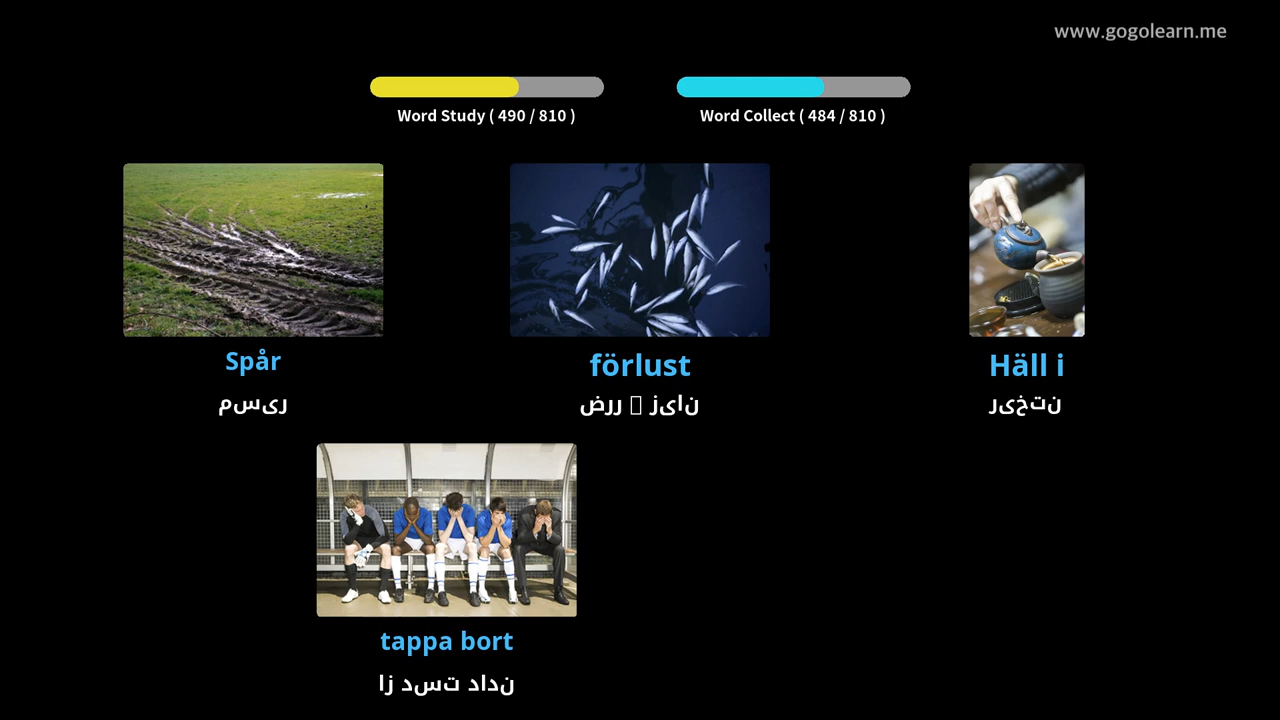 www.gogolearn.me
Word Study ( 490 / 810 )
Word Collect ( 484 / 810 )
Spår
مسیر
förlust
ضرر □ زیان
Häll i
ریختن
tappa bort
از دست دادن